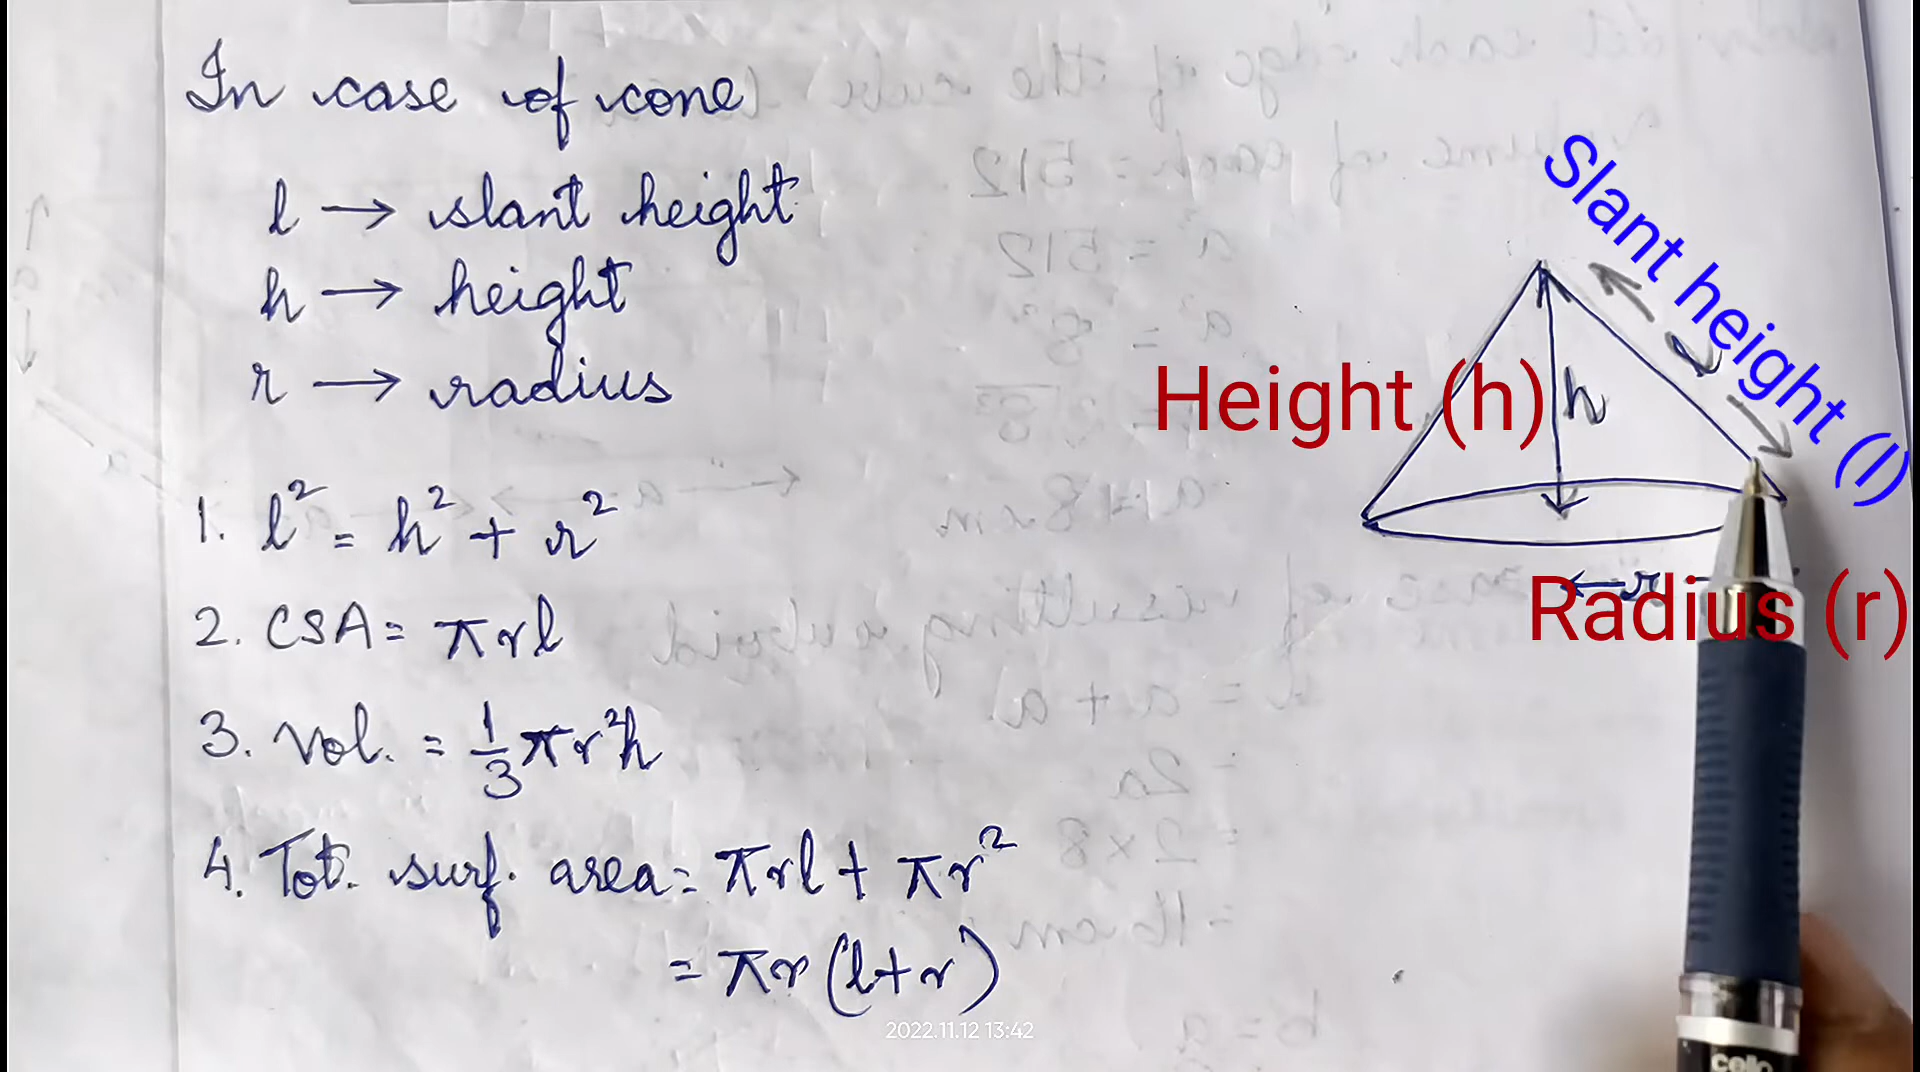 In case of cone
l → slant height
h → height
r → radius
1. l² = h² + r²
2. CSA = πrl
3. Vol. = 1/3 πr²h
4. Tot. surf. area = πrl + πr²
= πr (l+r)
Slant height (l)
Height (h)
h
r
Radius (r)
2022.11.12 13:42
cello